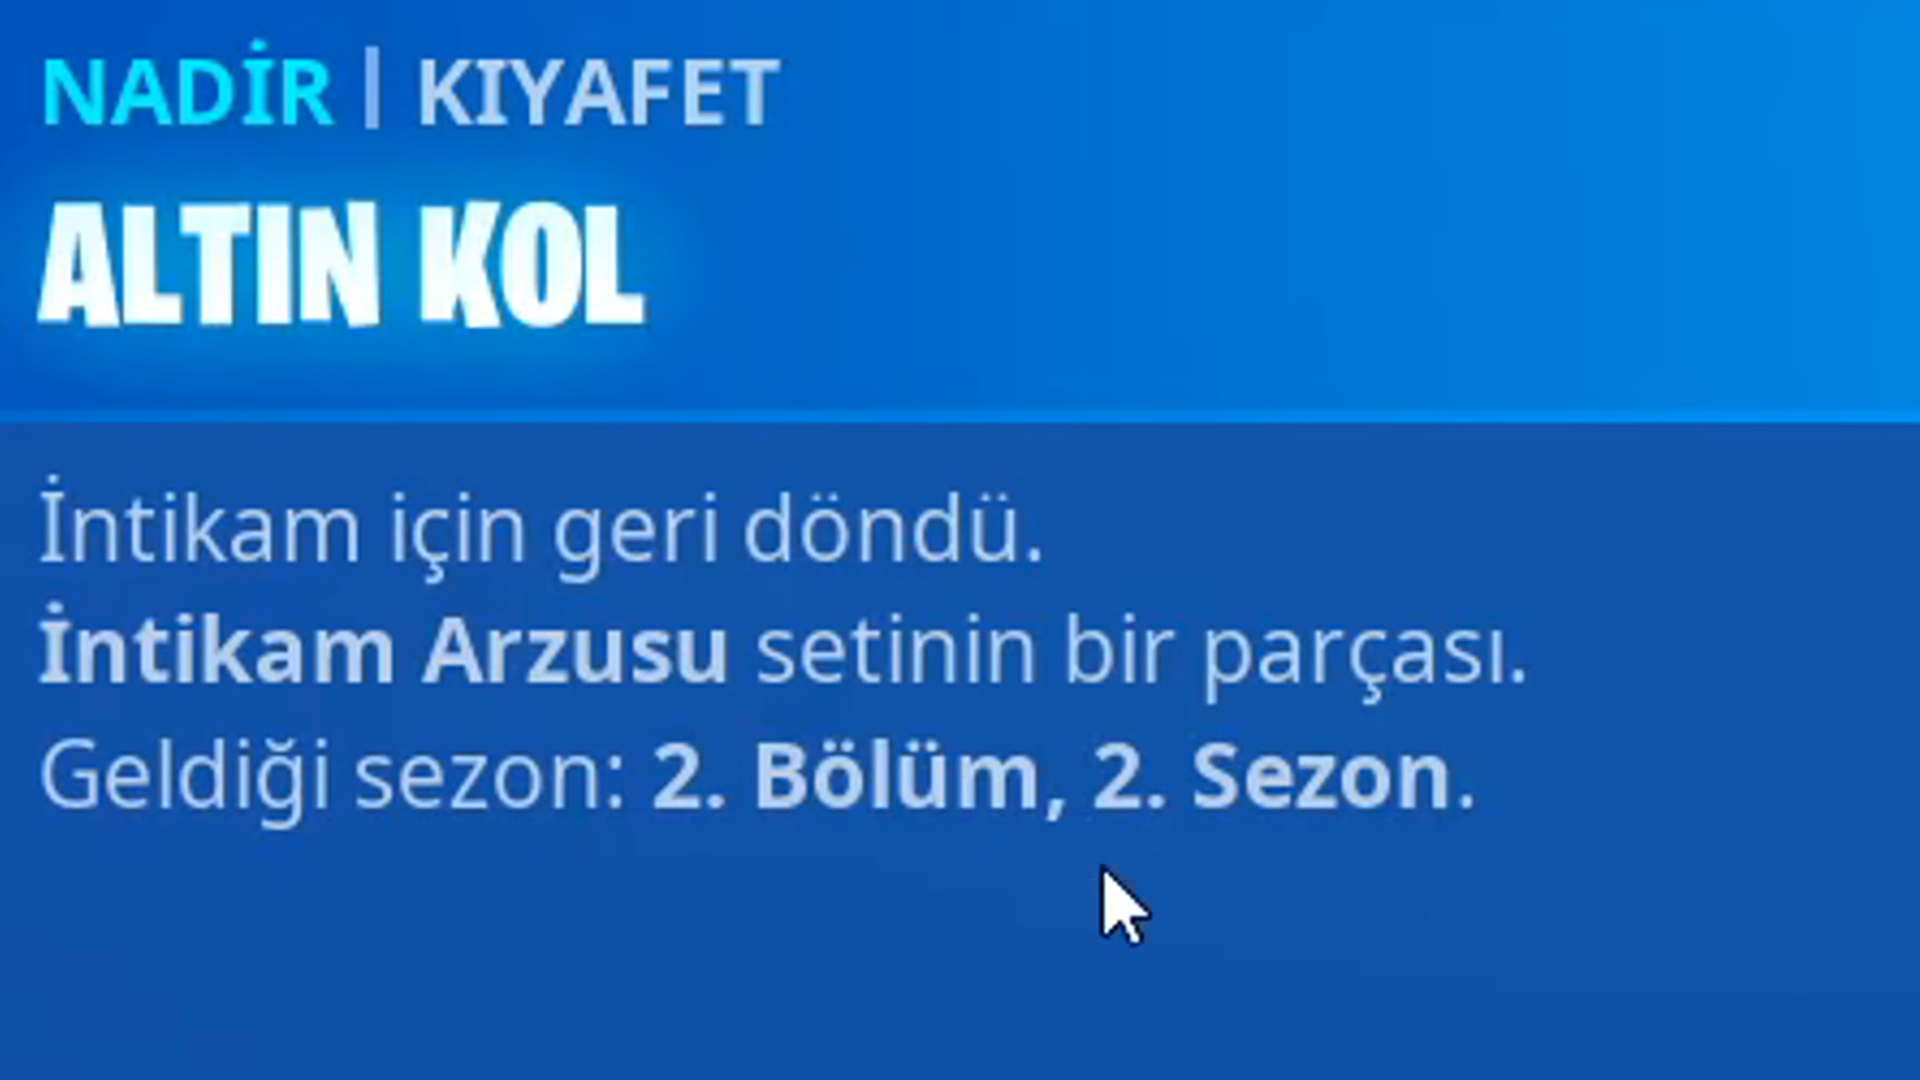 NADİR | KIYAFET
ALTIN KOL
İntikam için geri döndü.
İntikam Arzusu setinin bir parçası.
Geldiği sezon: 2. Bölüm, 2. Sezon.